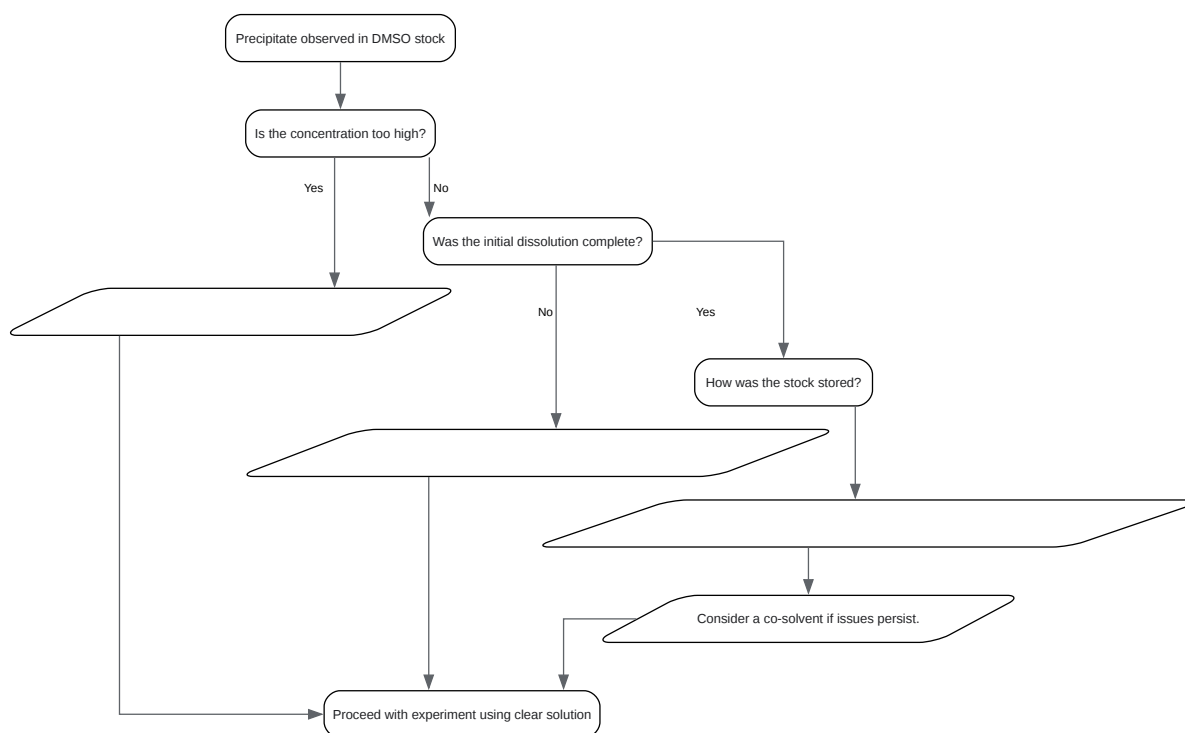 Precipitate observed in DMSO stock
Is the concentration too high?
Yes
No
Was the initial dissolution complete?
No
Yes
How was the stock stored?
Consider a co-solvent if issues persist.
Proceed with experiment using clear solution